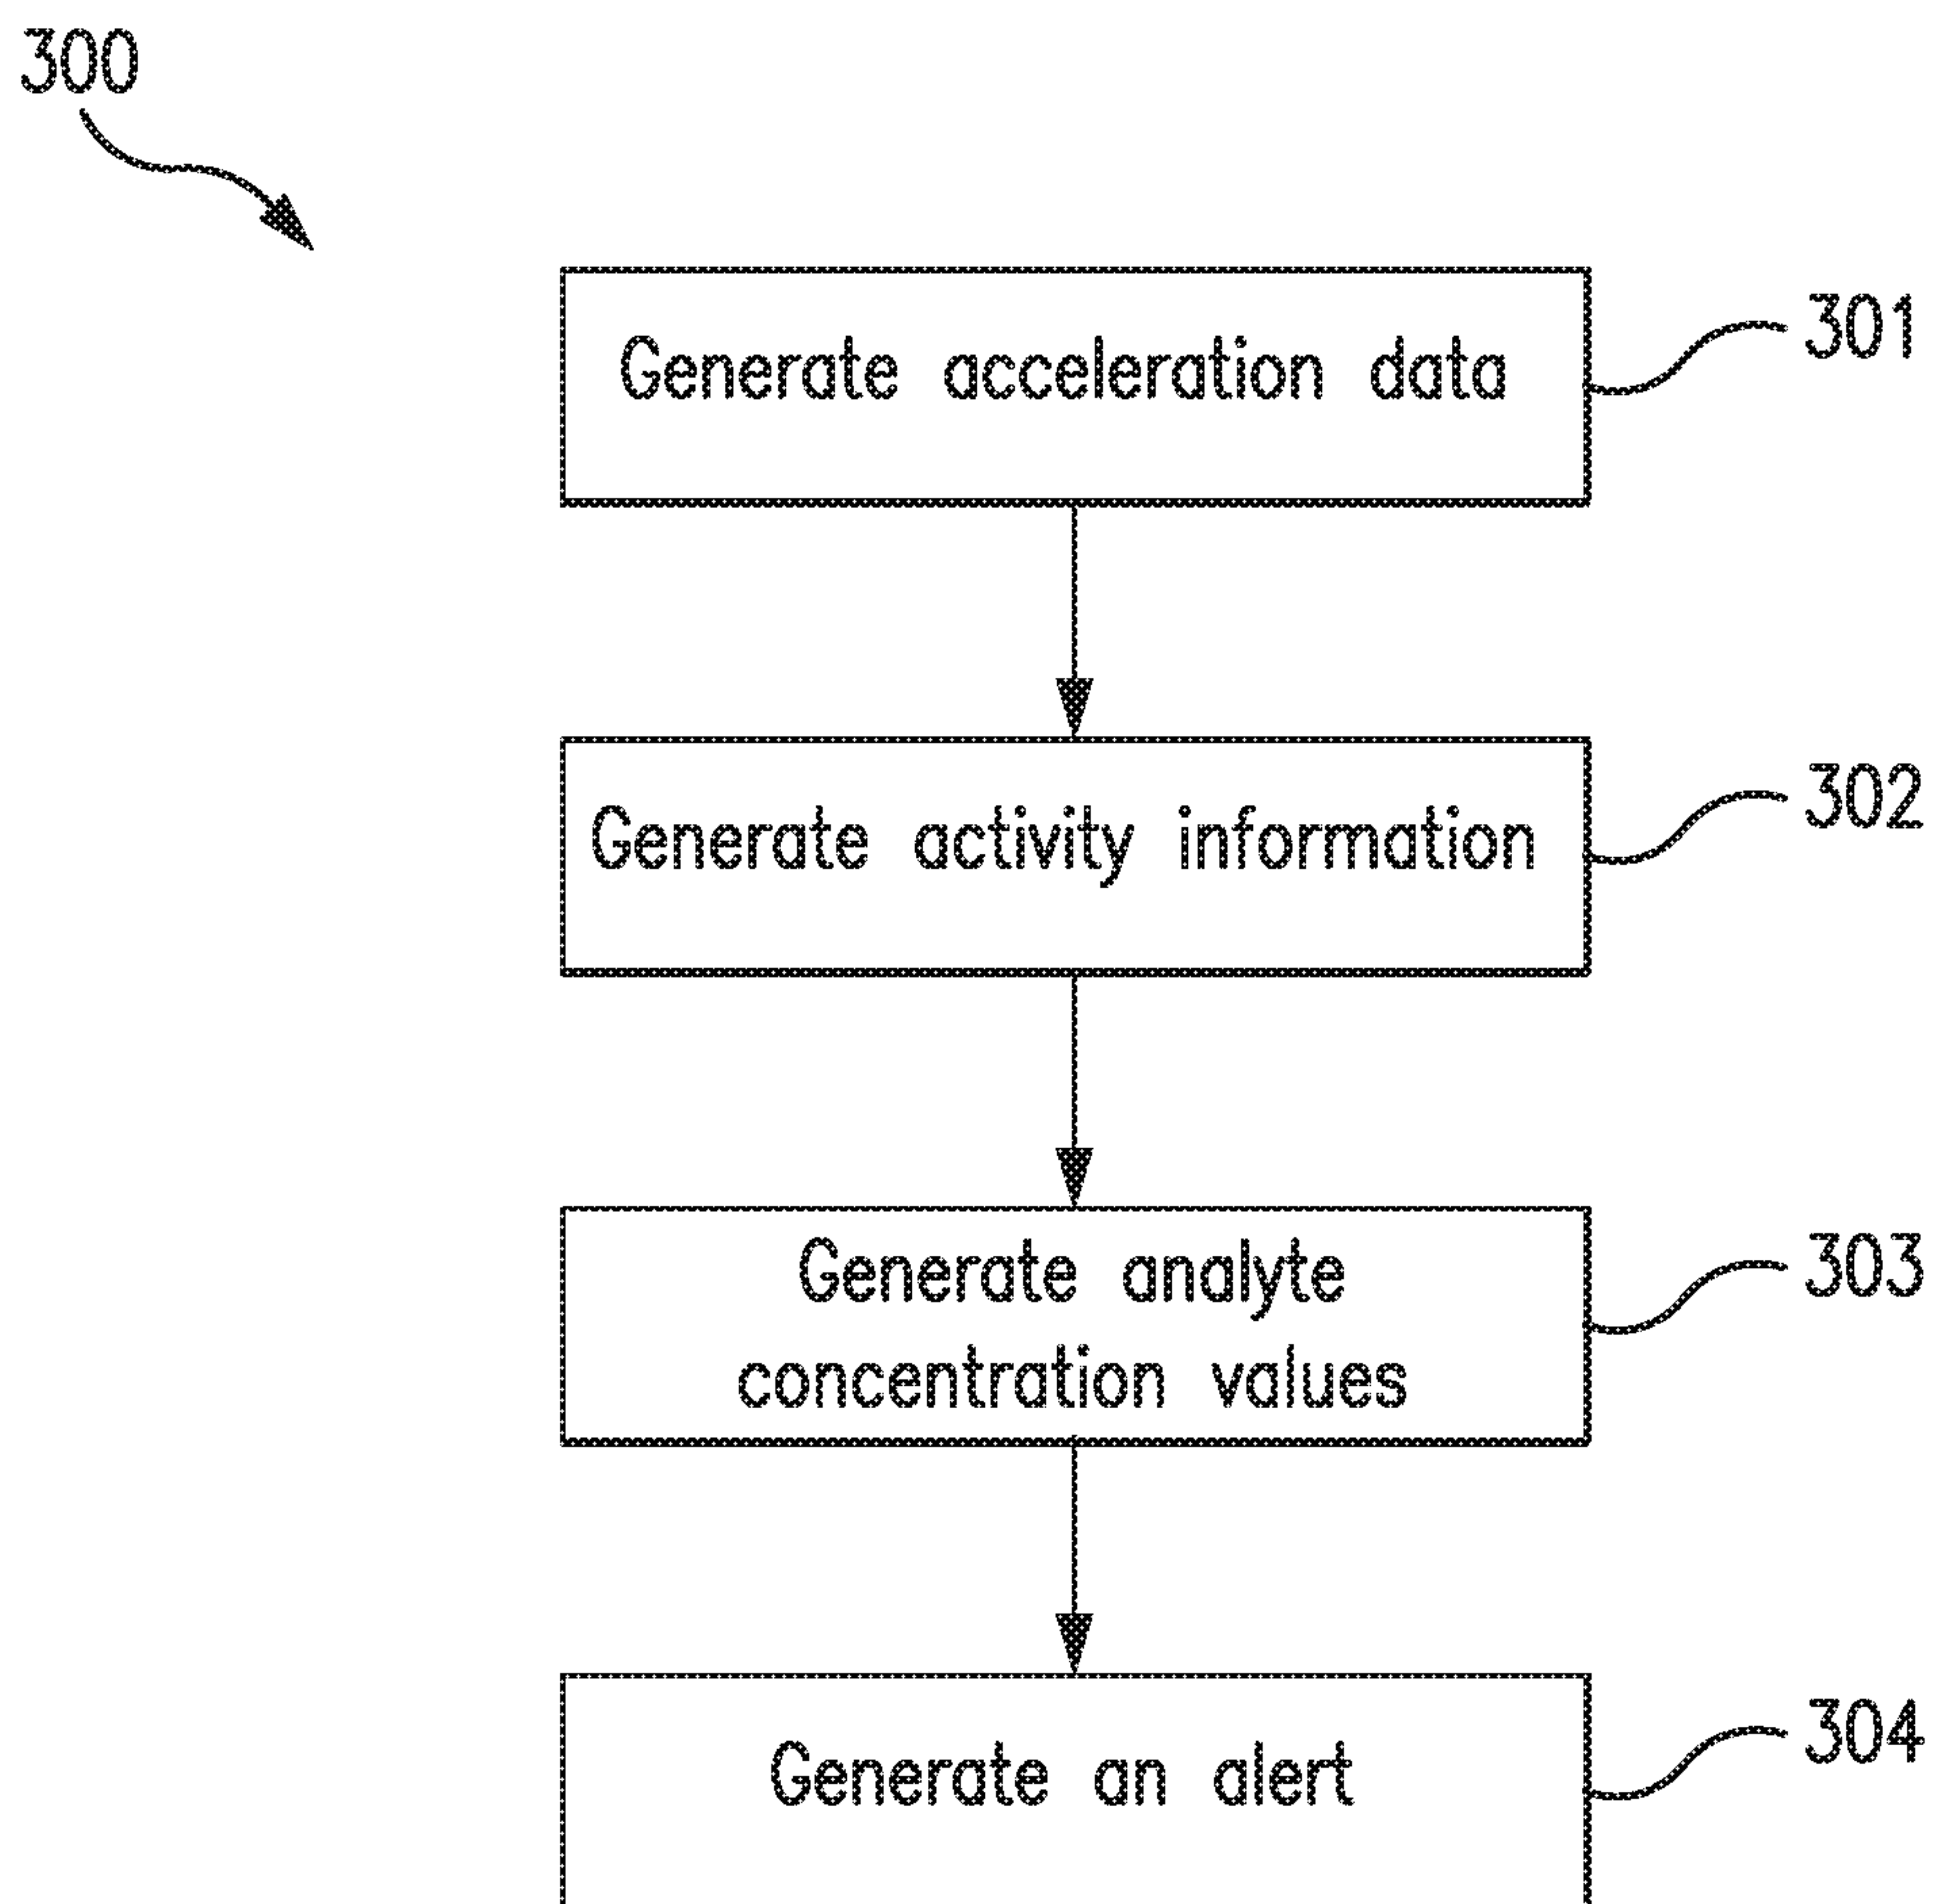 300
Generate acceleration data
301
Generate activity information
302
Generate analyte
concentration values
303
Generate an alert
304